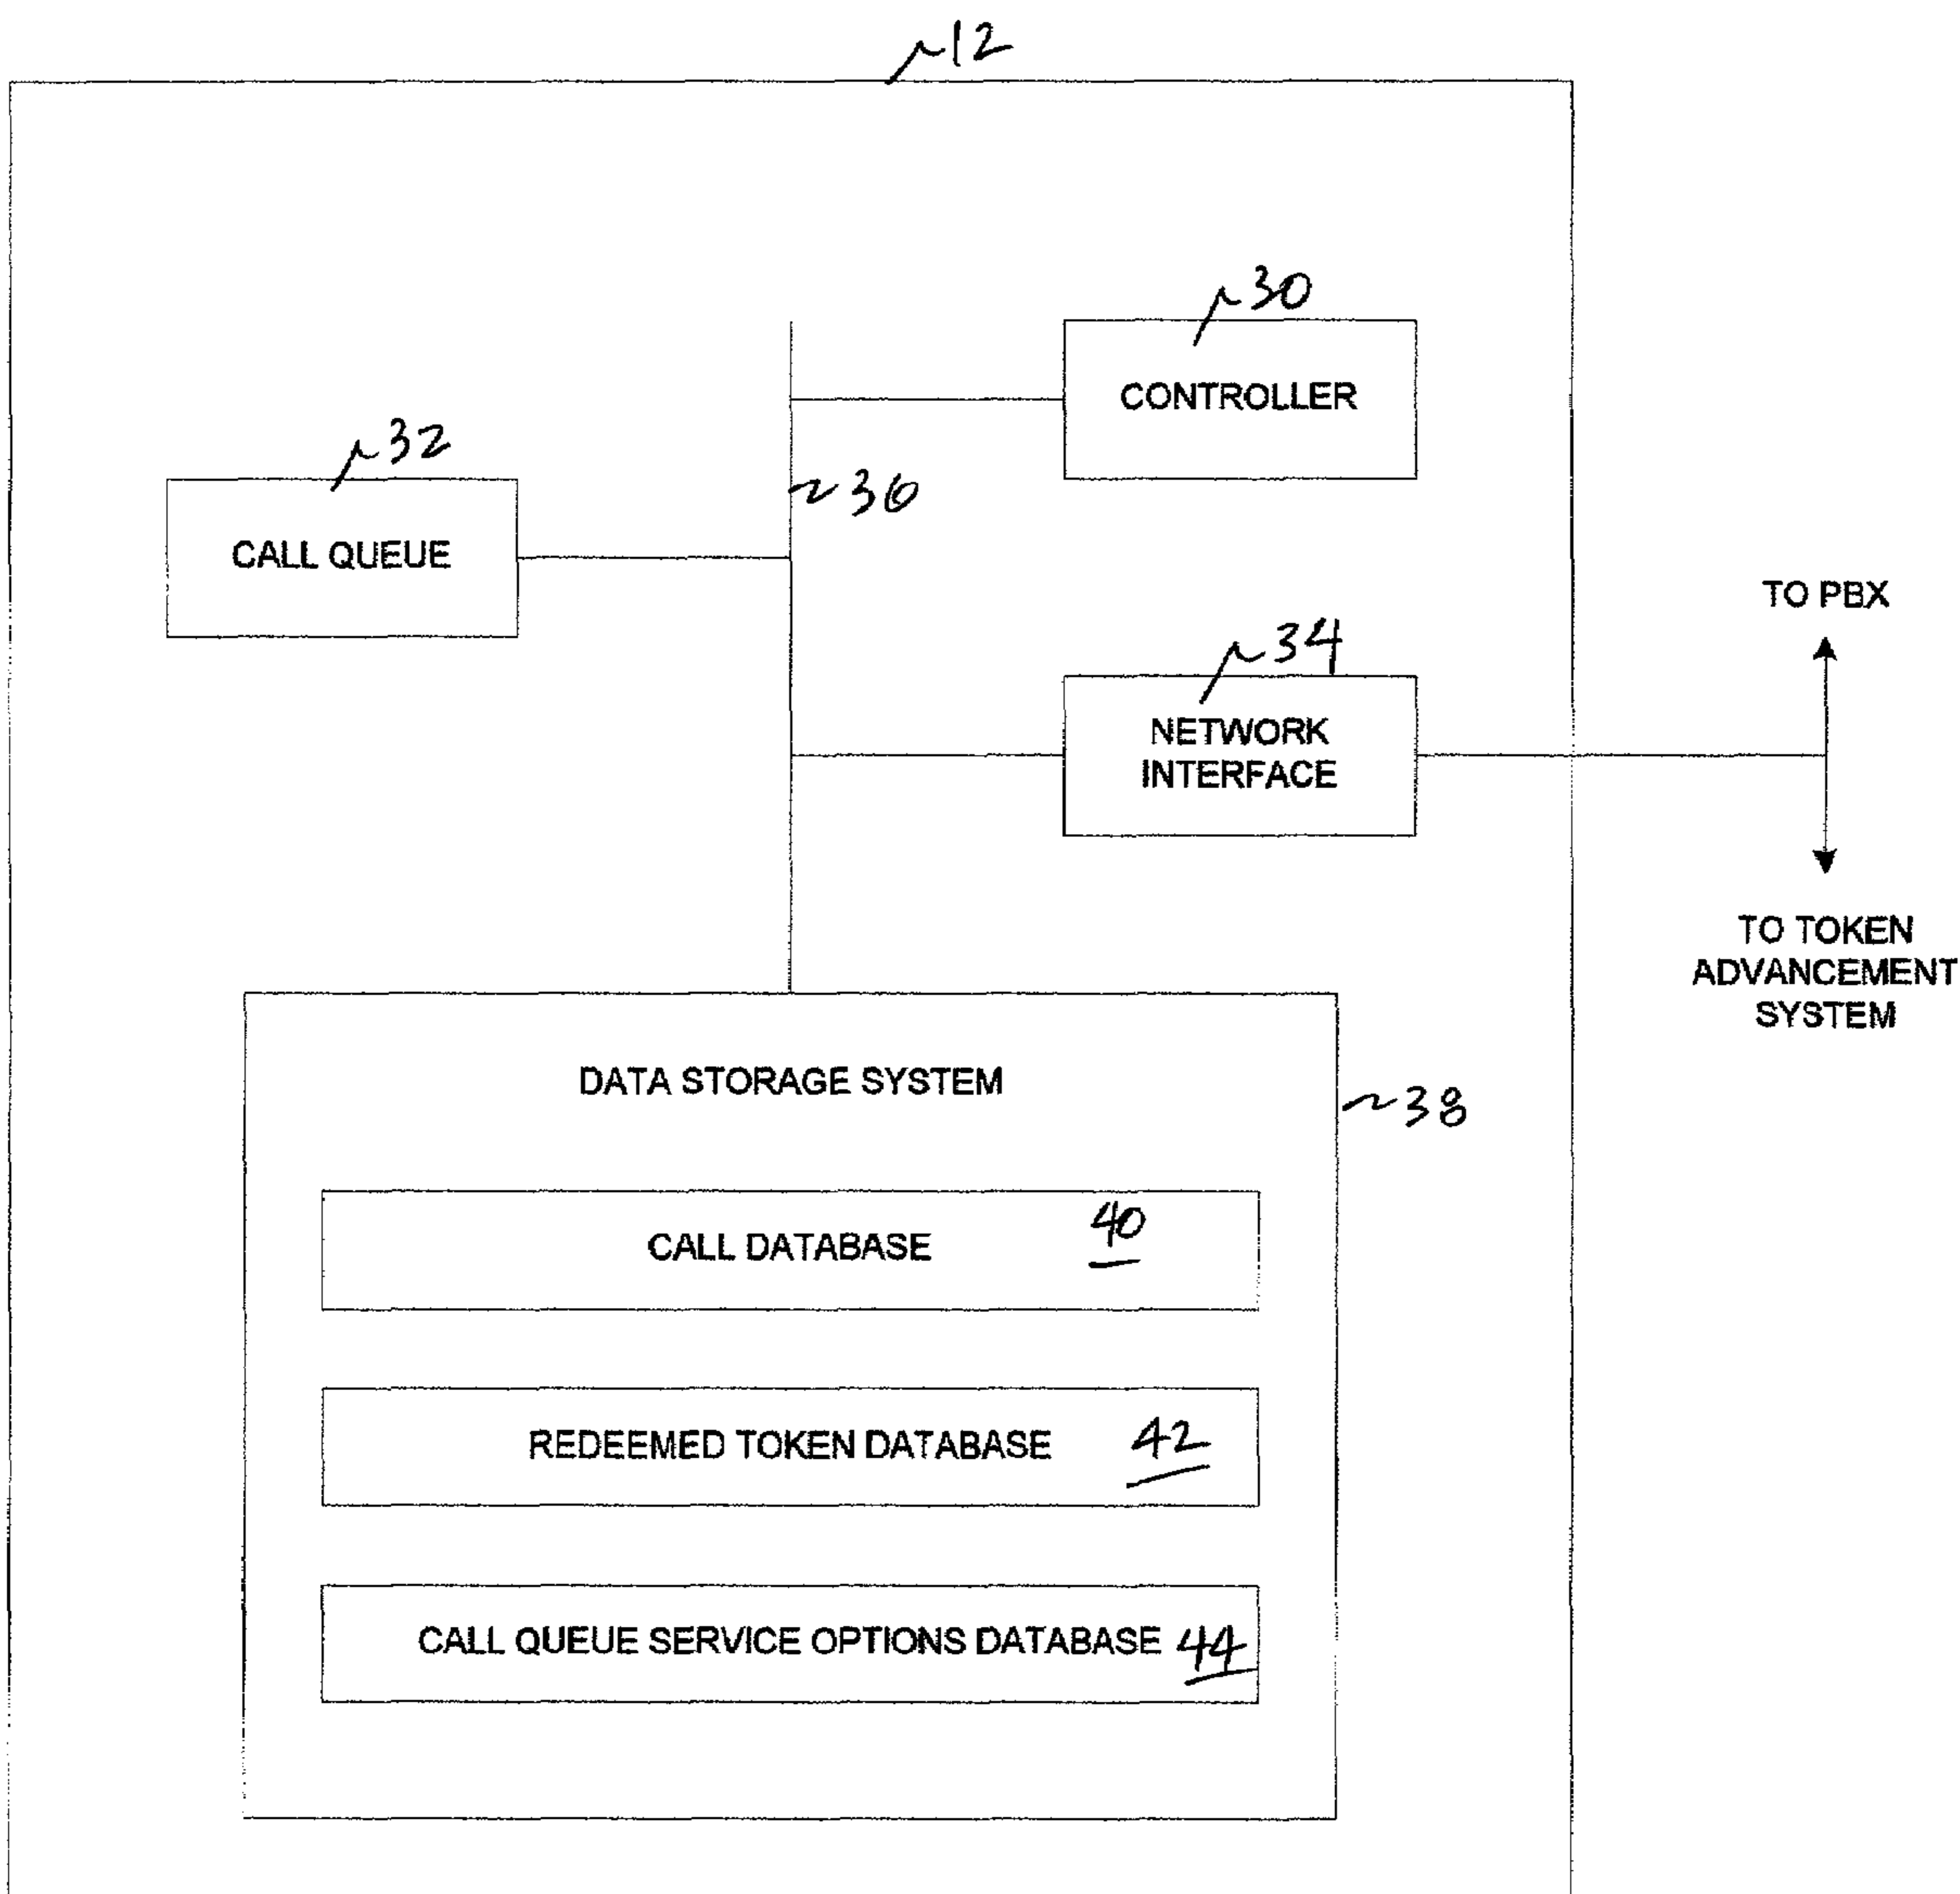 12
30
CONTROLLER
32
36
CALL QUEUE
TO PBX
34
NETWORK
INTERFACE
TO TOKEN
ADVANCEMENT
SYSTEM
DATA STORAGE SYSTEM
38
CALL DATABASE 40
REDEEMED TOKEN DATABASE 42
CALL QUEUE SERVICE OPTIONS DATABASE 44